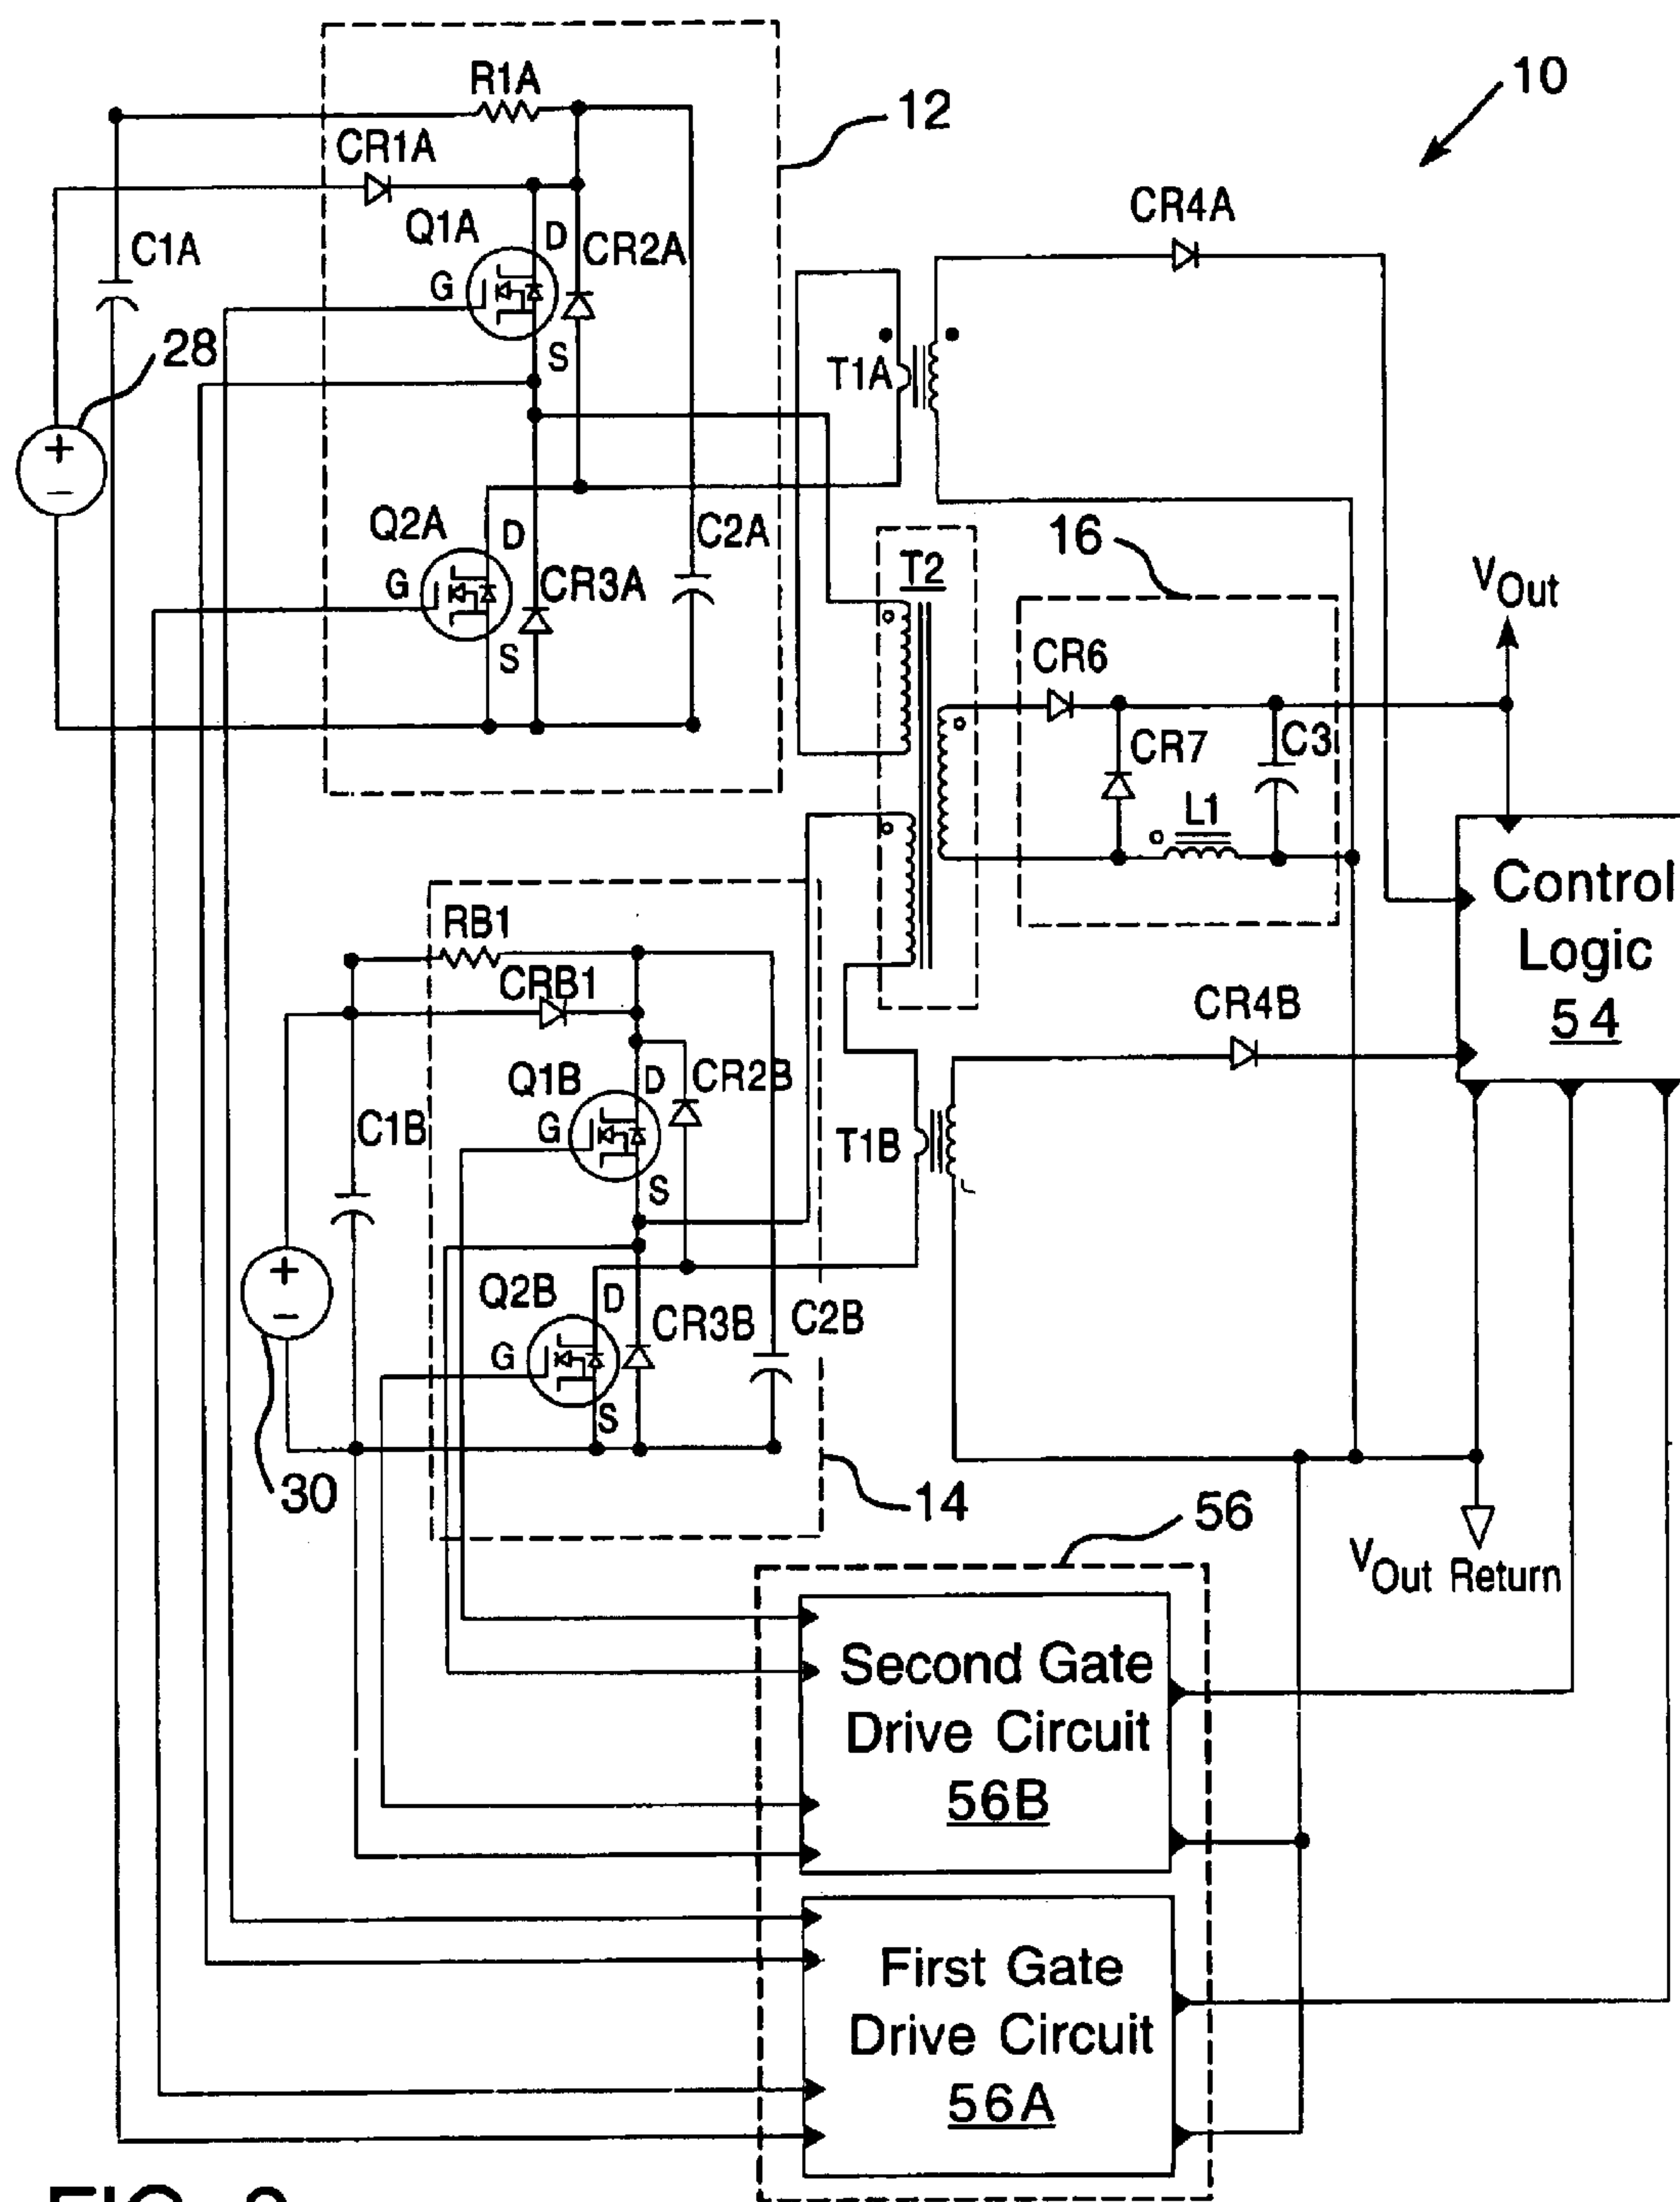 R1A
10
12
CR1A
CR4A
Q1A
D
CR2A
C1A
G
28
S
T1A
+
−
Q2A
D
C2A
16
G
CR3A
T2
VOut
S
CR6
CR7
C3
L1
Control
Logic
54
RB1
CRB1
CR4B
Q1B
D
CR2B
C1B
G
T1B
S
+
−
Q2B
D
CR3B
C2B
G
S
30
14
56
VOut Return
Second Gate
Drive Circuit
56B
First Gate
Drive Circuit
56A